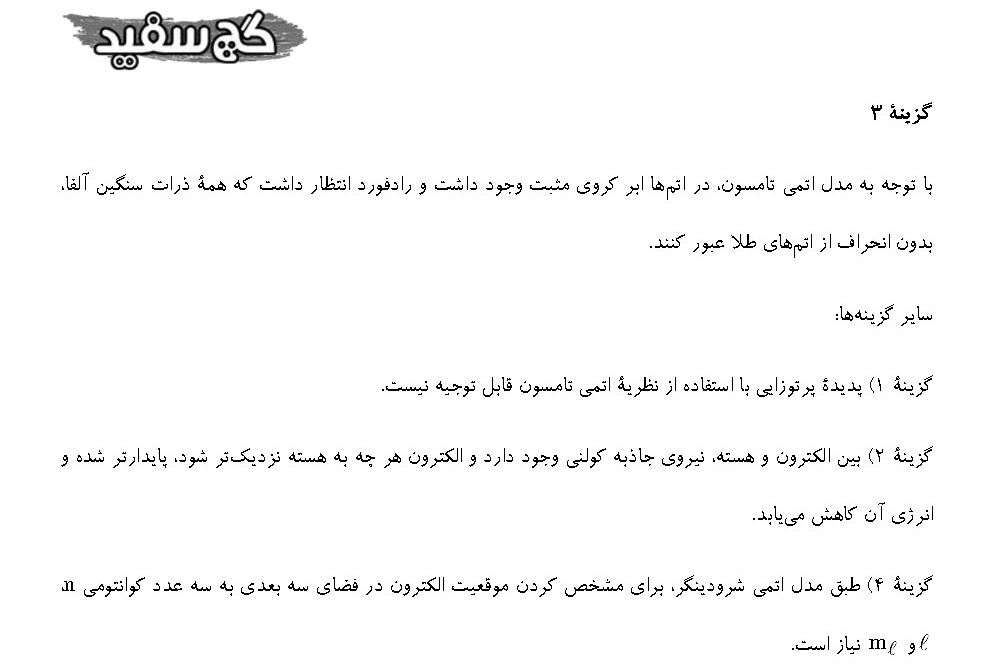 گچ سفید
گزینهٔ ۳
با توجه به مدل اتمی تامسون، در اتم‌ها ابر کروی مثبت وجود داشت و رادفورد انتظار داشت که همهٔ ذرات سنگین آلفا،
بدون انحراف از اتم‌های طلا عبور کنند.
سایر گزینه‌ها:
گزینهٔ ۱) پدیدهٔ پرتوزایی با استفاده از نظریهٔ اتمی تامسون قابل توجیه نیست.
گزینهٔ ۲) بین الکترون و هسته، نیروی جاذبه کولنی وجود دارد و الکترون هر چه به هسته نزدیک‌تر شود، پایدارتر شده و
انرژی آن کاهش می‌یابد.
گزینهٔ ۴) طبق مدل اتمی شرودینگر، برای مشخص کردن موقعیت الکترون در فضای سه بعدی به سه عدد کوانتومی n،
ℓ و mℓ نیاز است.